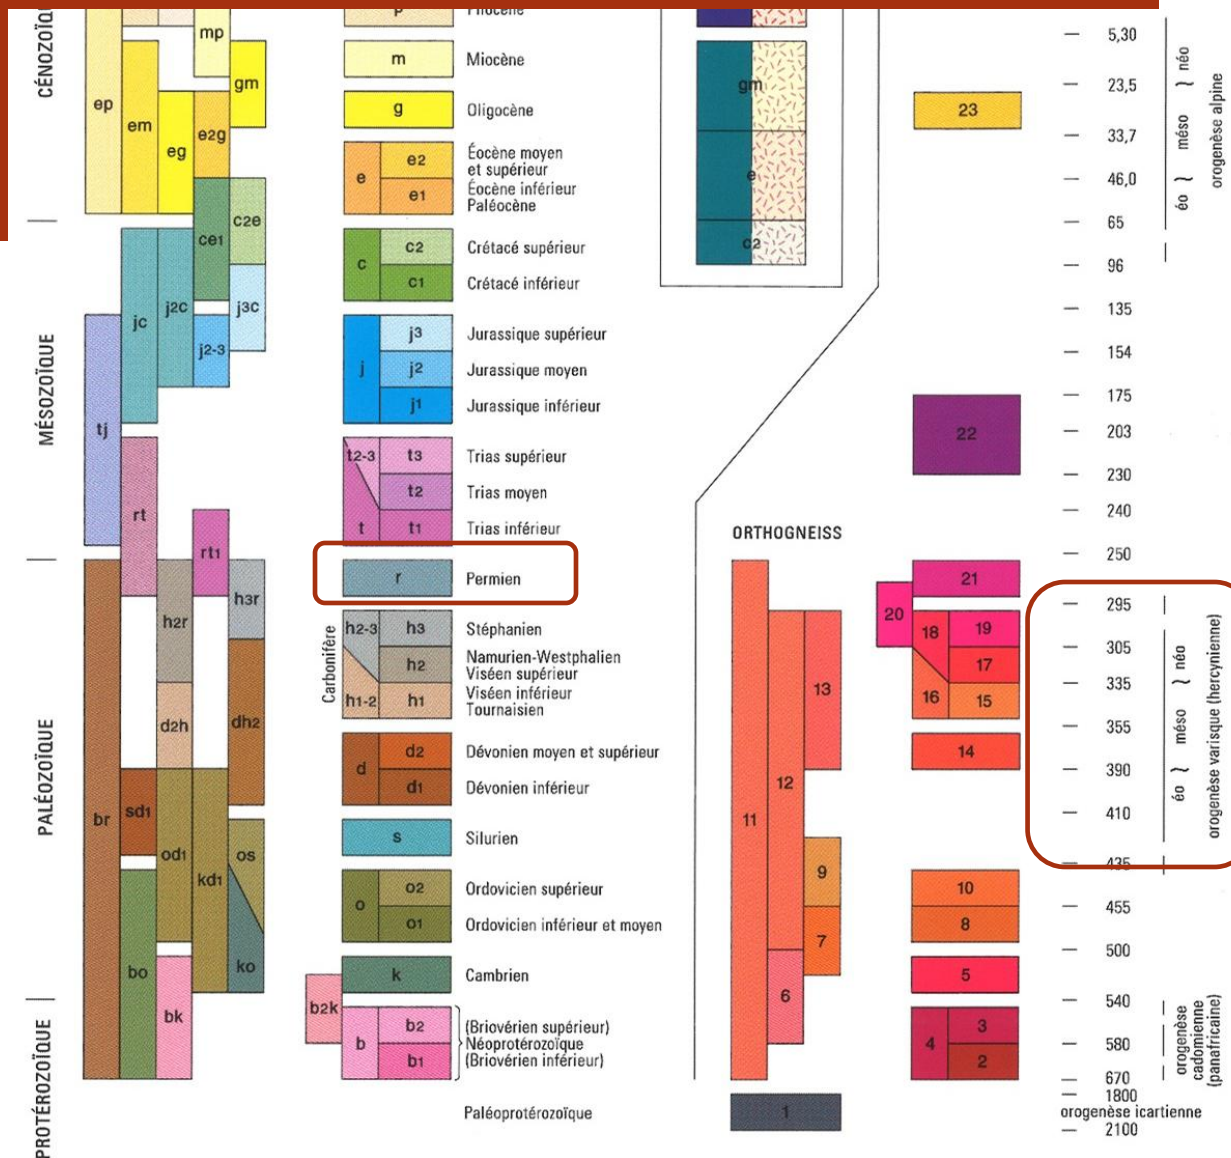 CÉNOZOÏQUE
MÉSOZOÏQUE
PALÉOZOÏQUE
PROTÉROZOÏQUE
mp
ep
em
eg
e2g
gm
ce1
c2e
jc
j2c
j2-3
j3c
tj
rt
rt1
h2r
h3r
d2h
dh2
br
sd1
od1
kd1
os
ko
bo
bk
Pliocène
m Miocène
g Oligocène
e e2 Éocène moyen
et supérieur
e1 Éocène inférieur
Paléocène
c c2 Crétacé supérieur
c1 Crétacé inférieur
j j3 Jurassique supérieur
j2 Jurassique moyen
j1 Jurassique inférieur
t2-3 t3 Trias supérieur
t2 Trias moyen
t t1 Trias inférieur
r Permien
Carbonifère
h2-3 h3 Stéphanien
h2 Namurien-Westphalien
Viséen supérieur
h1-2 h1 Viséen inférieur
Tournaisien
d d2 Dévonien moyen et supérieur
d1 Dévonien inférieur
s Silurien
o o2 Ordovicien supérieur
o1 Ordovicien inférieur et moyen
k Cambrien
b2k
b b2 (Briovérien supérieur)
Néoprotérozoïque
b1 (Briovérien inférieur)
Paléoprotérozoïque
gm
e
c2
ORTHOGNEISS
11
12
13
9
7
6
1
23
22
21
20
18 19
17
16 15
14
10
8
5
4 3
2
5,30
23,5
33,7
46,0
65
96
135
154
175
203
230
240
250
295
305
335
355
390
410
435
455
500
540
580
670
1800
orogenèse icartienne
2100
éo ~ méso ~ néo
orogenèse alpine
éo ~ méso ~ néo
orogenèse varisque (hercynienne)
orogenèse
cadomienne
(panafricaine)